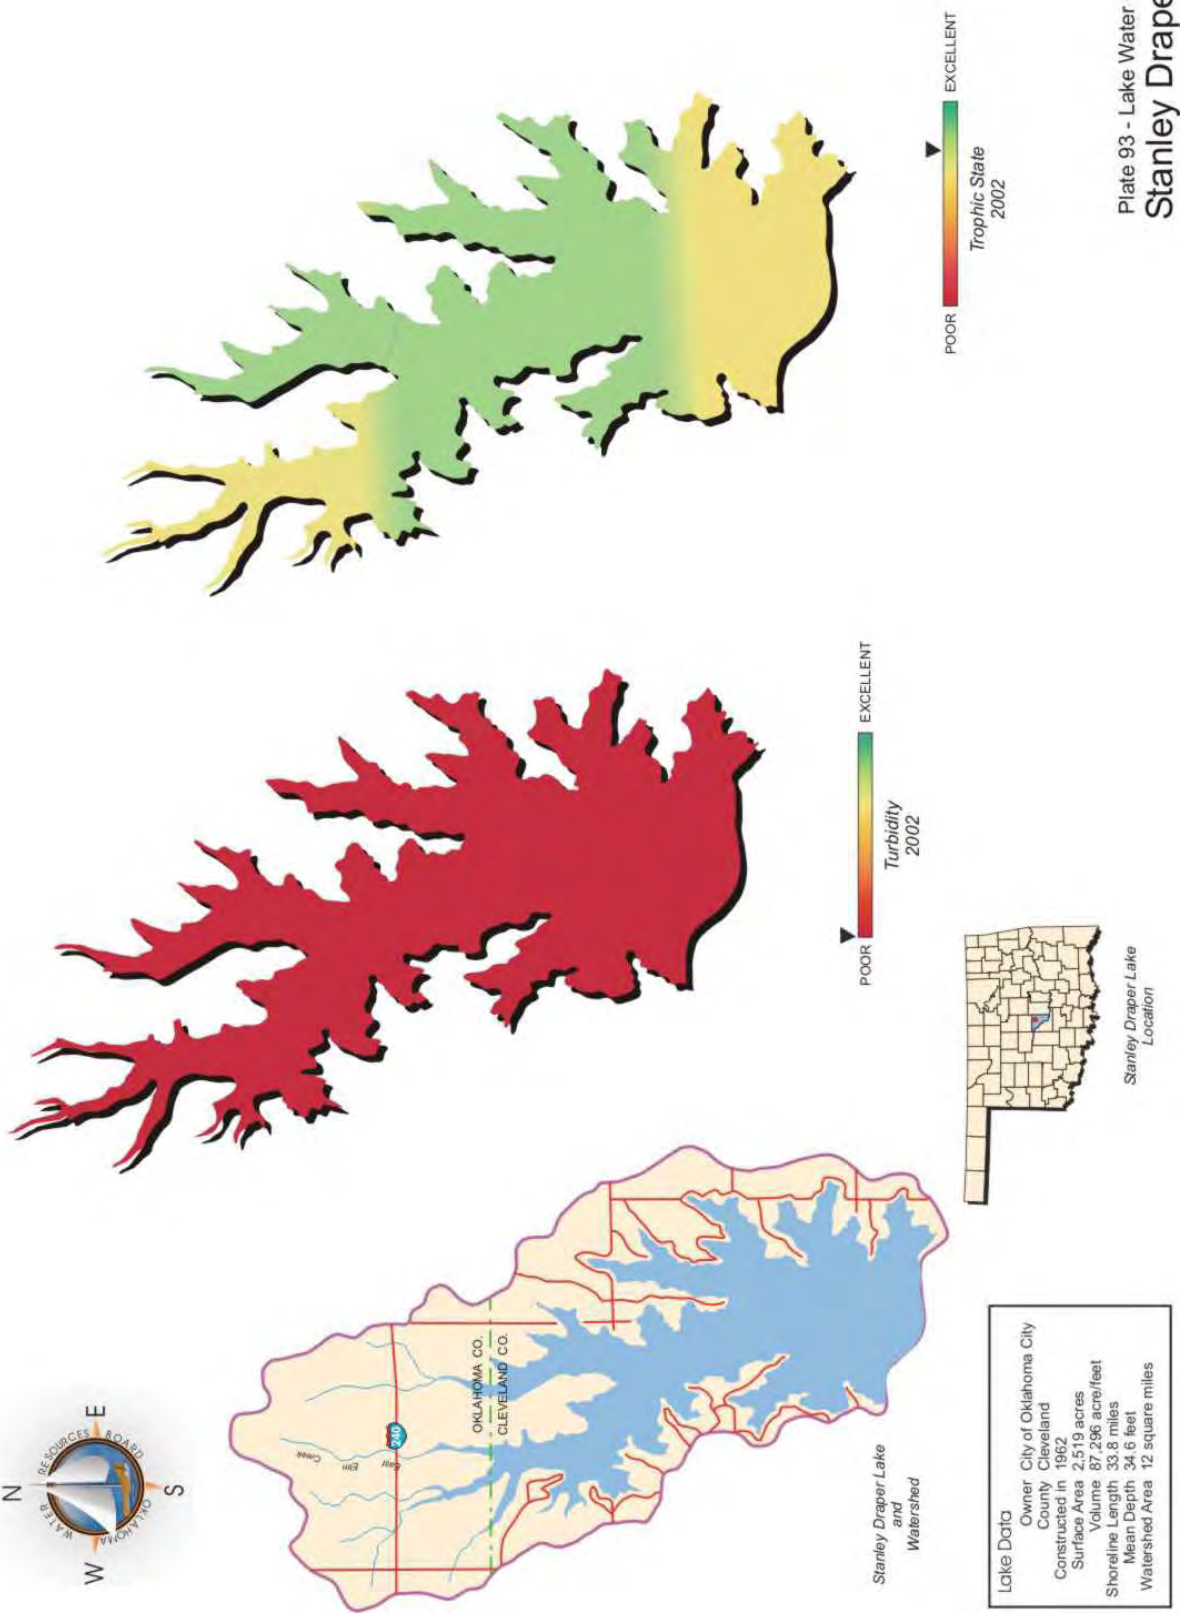 N
WATER RESOURCES BOARD
OKLAHOMA
W
E
S
East
Elm
Creek
240
OKLAHOMA CO.
CLEVELAND CO.
Stanley Draper Lake
and
Watershed
Lake Data
Owner City of Oklahoma City
County Cleveland
Constructed in 1962
Surface Area 2,519 acres
Volume 87,296 acre/feet
Shoreline Length 33.8 miles
Mean Depth 34.6 feet
Watershed Area 12 square miles
Stanley Draper Lake
Location
POOR
EXCELLENT
Turbidity
2002
POOR
EXCELLENT
Trophic State
2002
Plate 93 - Lake Water
Stanley Drape